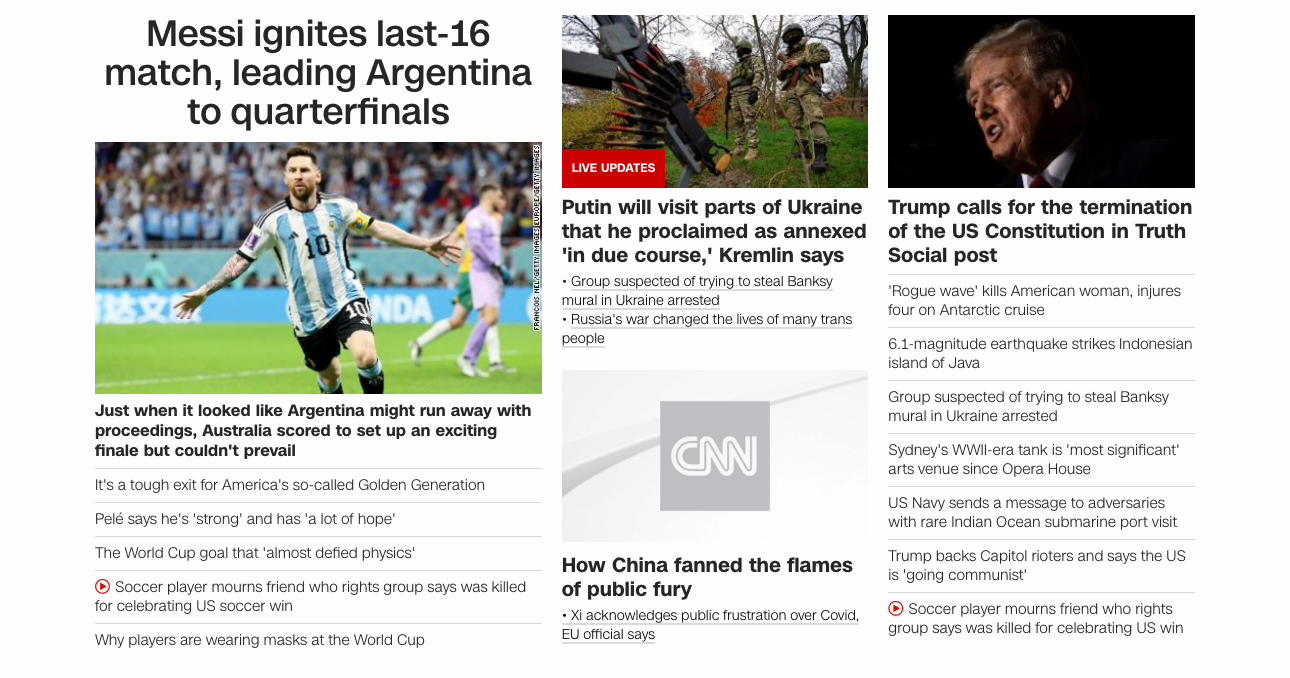 Messi ignites last-16
match, leading Argentina
to quarterfinals
FRANCOIS NEL/GETTY IMAGES EUROPE/GETTY IMAGES
10
10
NDA
Just when it looked like Argentina might run away with
proceedings, Australia scored to set up an exciting
finale but couldn't prevail
It's a tough exit for America's so-called Golden Generation
Pelé says he's 'strong' and has 'a lot of hope'
The World Cup goal that 'almost defied physics'
Soccer player mourns friend who rights group says was killed
for celebrating US soccer win
Why players are wearing masks at the World Cup
LIVE UPDATES
Putin will visit parts of Ukraine
that he proclaimed as annexed
'in due course,' Kremlin says
• Group suspected of trying to steal Banksy
mural in Ukraine arrested
• Russia's war changed the lives of many trans
people
CNN
How China fanned the flames
of public fury
• Xi acknowledges public frustration over Covid,
EU official says
Trump calls for the termination
of the US Constitution in Truth
Social post
'Rogue wave' kills American woman, injures
four on Antarctic cruise
6.1-magnitude earthquake strikes Indonesian
island of Java
Group suspected of trying to steal Banksy
mural in Ukraine arrested
Sydney's WWII-era tank is 'most significant'
arts venue since Opera House
US Navy sends a message to adversaries
with rare Indian Ocean submarine port visit
Trump backs Capitol rioters and says the US
is 'going communist'
Soccer player mourns friend who rights
group says was killed for celebrating US win